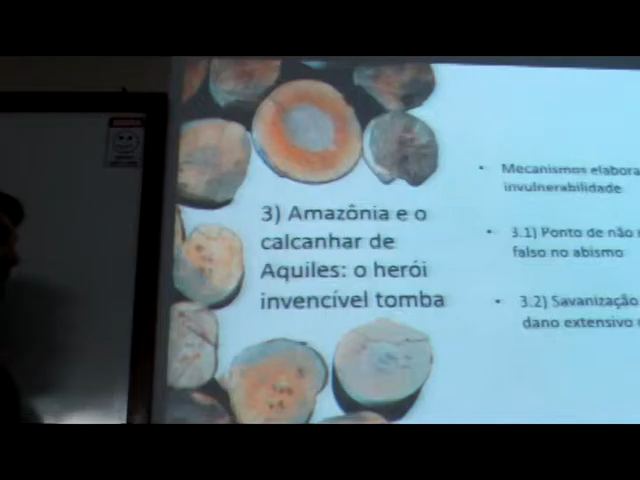 3) Amazônia e o
calcanhar de
Aquiles: o herói
invencível tomba
• Mecanismos elabora
invulnerabilidade
• 3.1) Ponto de não
falso no abismo
• 3.2) Savanização
dano extensivo